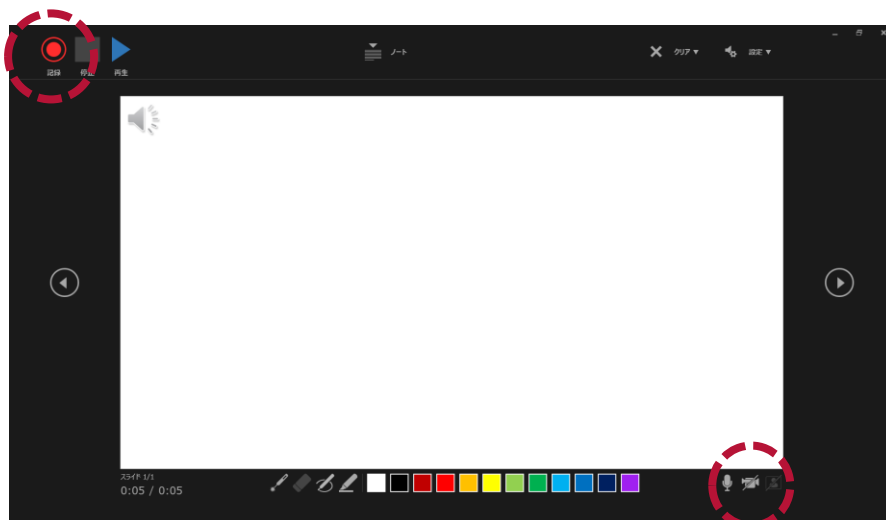 記録 停止 再生
ノート
クリア ▼
設定 ▼
スライド 1/1
0:05 / 0:05